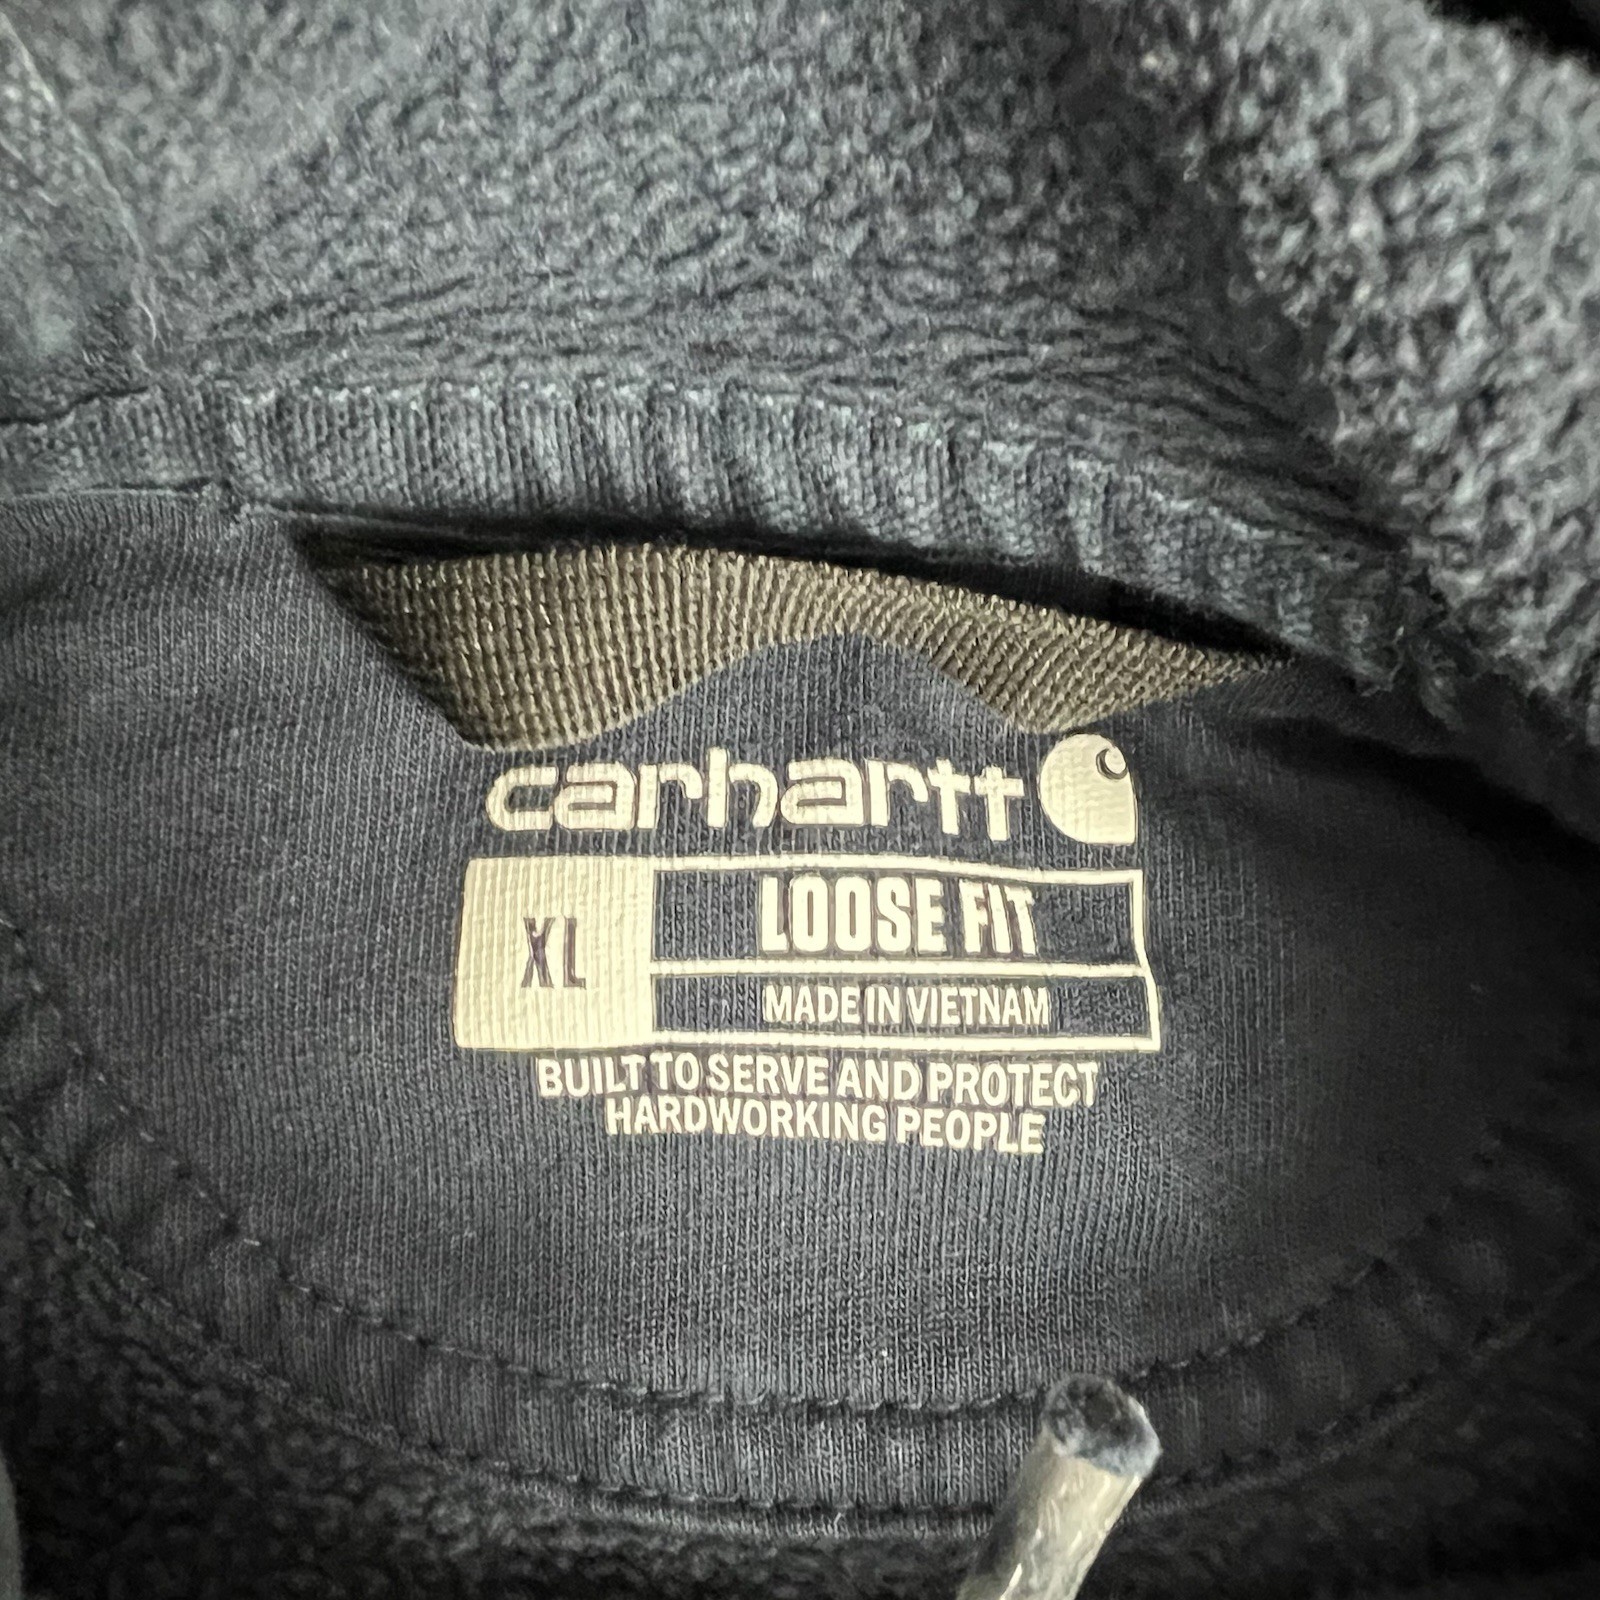 carhartt
XL
LOOSE FIT
MADE IN VIETNAM
BUILT TO SERVE AND PROTECT
HARDWORKING PEOPLE